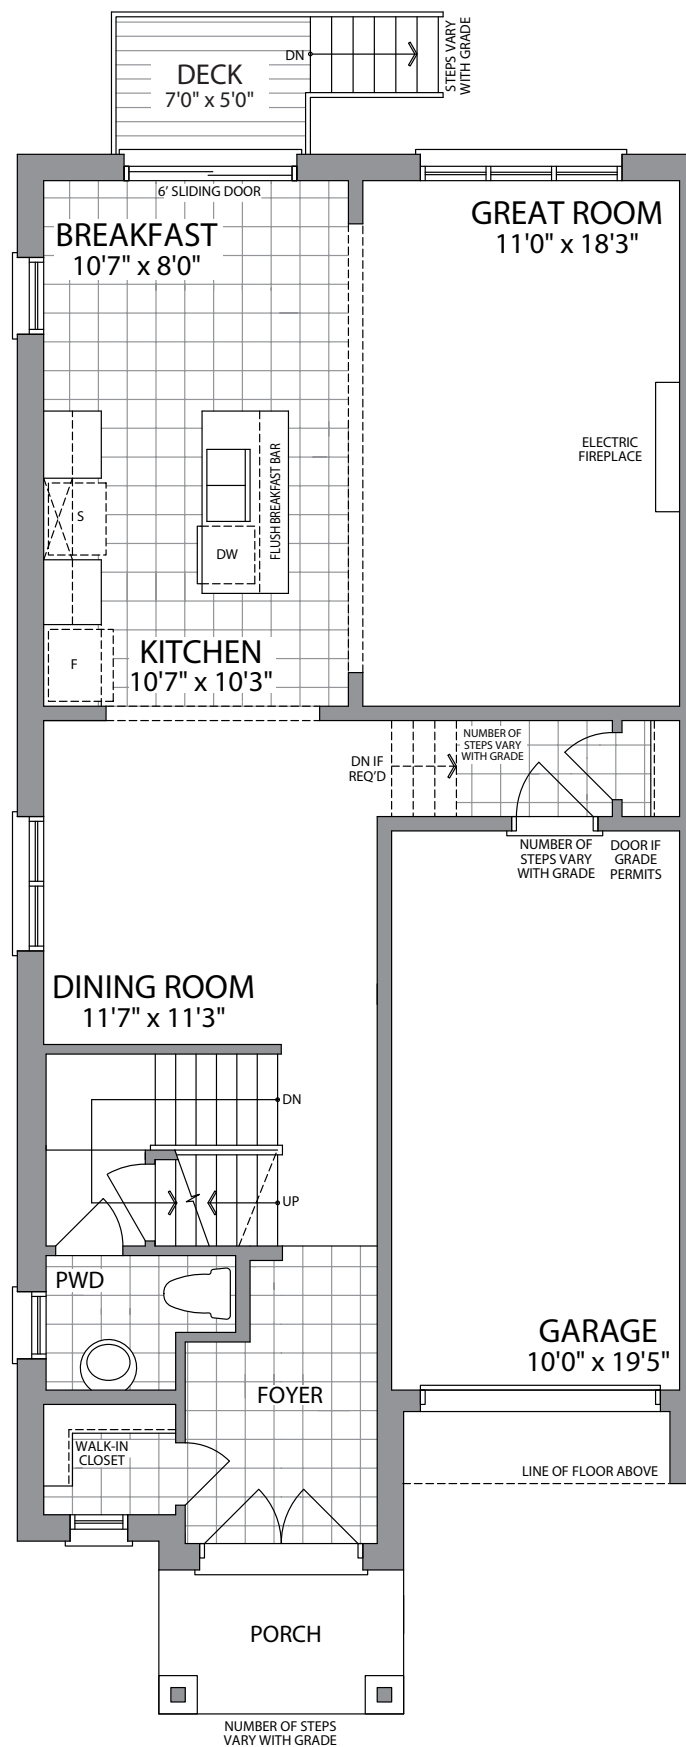 DN
STEPS VARY
WITH GRADE
DECK
7'0" x 5'0"
6' SLIDING DOOR
BREAKFAST
10'7" x 8'0"
GREAT ROOM
11'0" x 18'3"
ELECTRIC
FIREPLACE
FLUSH BREAKFAST BAR
S
DW
F
KITCHEN
10'7" x 10'3"
NUMBER OF
STEPS VARY
WITH GRADE
DN IF
REQ'D
NUMBER OF
STEPS VARY
WITH GRADE
DOOR IF
GRADE
PERMITS
DINING ROOM
11'7" x 11'3"
DN
UP
PWD
GARAGE
10'0" x 19'5"
FOYER
WALK-IN
CLOSET
LINE OF FLOOR ABOVE
PORCH
NUMBER OF STEPS
VARY WITH GRADE